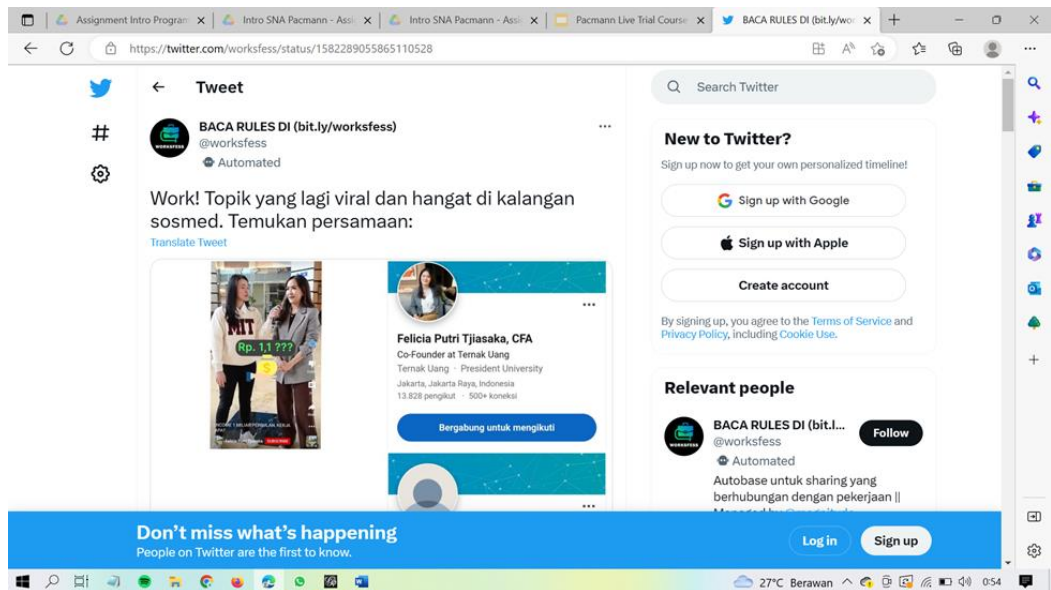 Assignment Intro Program
Intro SNA Pacmann - Assi
Intro SNA Pacmann - Assi
Pacmann Live Trial Course
BACA RULES DI (bit.ly/wor
https://twitter.com/worksfess/status/1582289055865110528
Tweet
BACA RULES DI (bit.ly/worksfess)
@worksfess
Automated
Work! Topik yang lagi viral dan hangat di kalangan
sosmed. Temukan persamaan:
Translate Tweet
MIT
Rp. 1,1 ???
SUBSCRIBE
Felicia Putri Tjiasaka, CFA
Co-Founder at Ternak Uang
Ternak Uang · President University
Jakarta, Jakarta Raya, Indonesia
13.828 pengikut · 500+ koneksi
Bergabung untuk mengikuti
Search Twitter
New to Twitter?
Sign up now to get your own personalized timeline!
Sign up with Google
Sign up with Apple
Create account
By signing up, you agree to the Terms of Service and
Privacy Policy, including Cookie Use.
Relevant people
BACA RULES DI (bit.l...
@worksfess
Follow
Automated
Autobase untuk sharing yang
berhubungan dengan pekerjaan ||
Don't miss what's happening
People on Twitter are the first to know.
Log in
Sign up
27°C Berawan
0:54